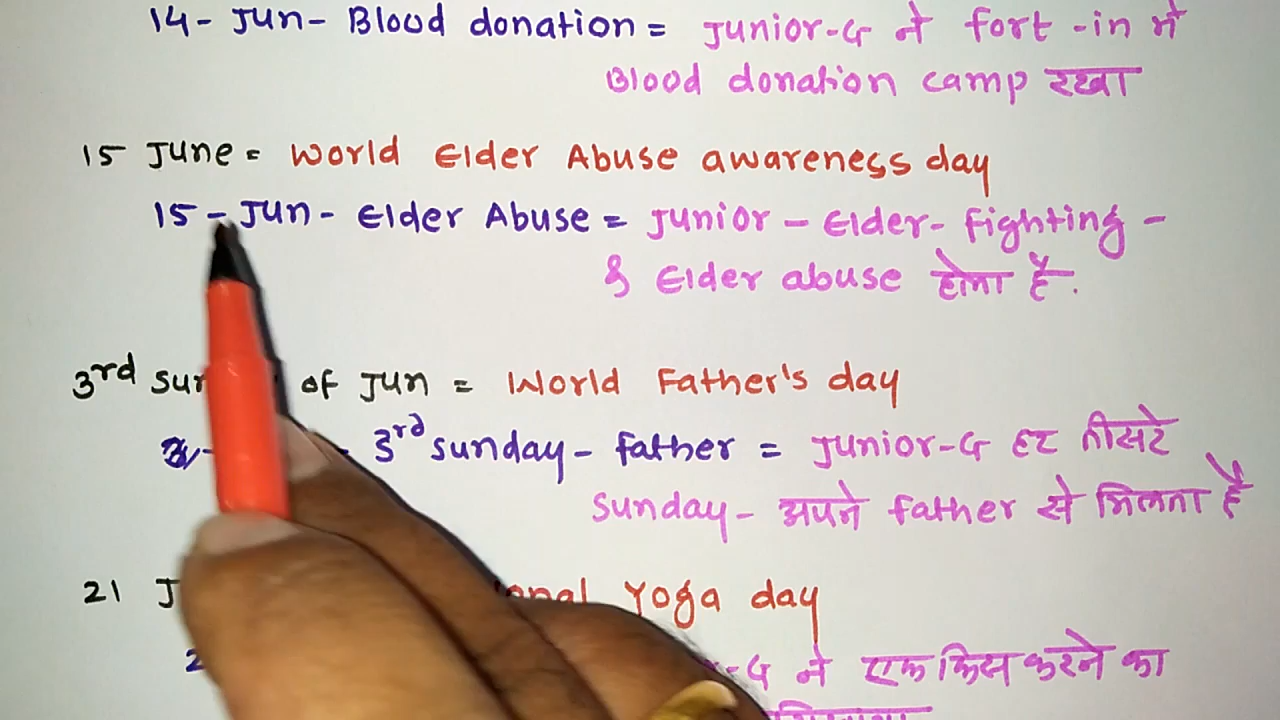 14 - Jun - Blood donation = Junior-G ने fort -in में
Blood donation camp रखा
15 June = World Elder Abuse awareness day
15 - Jun - Elder Abuse = Junior - Elder - fighting -
& Elder abuse होता है.
3rd of Jun = World Father's day
3rd sunday - father = Junior-G हर तीसरे
Sunday - अपने father से मिलता है
21 Yoga day
-G ने एक किस करने का